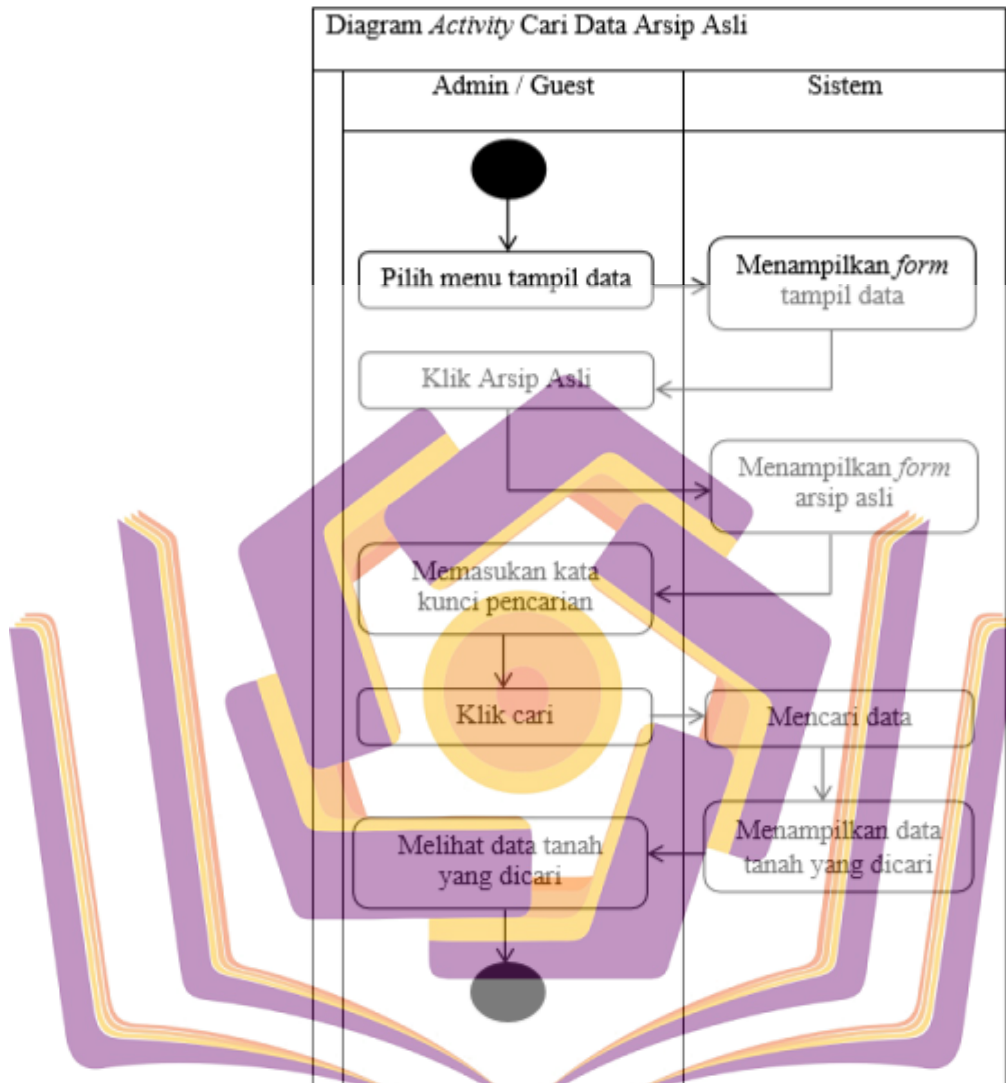 Diagram Activity Cari Data Arsip Asli
Admin / Guest
Sistem
Pilih menu tampil data
Menampilkan form
tampil data
Klik Arsip Asli
Menampilkan form
arsip asli
Memasukan kata
kunci pencarian
Klik cari
Mencari data
Menampilkan data
tanah yang dicari
Melihat data tanah
yang dicari